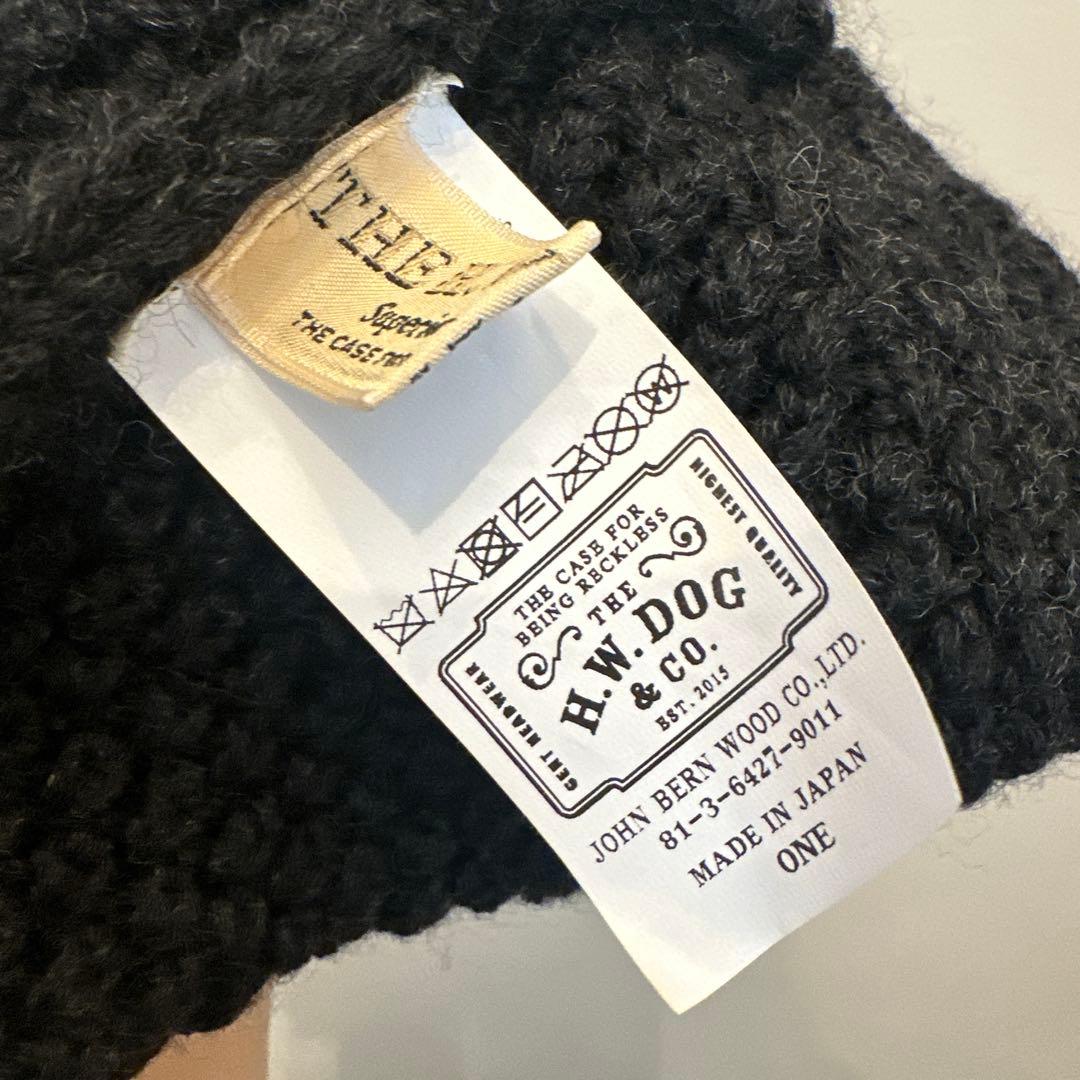 THE
THE CASE
THE CASE FOR
BEING RECKLESS
THE
H.W. DOG
& CO.
EST. 2015
GENT HEADWEAR
HIGHEST QUALITY
JOHN BERN WOOD CO.,LTD.
81-3-6427-9011
MADE IN JAPAN
ONE